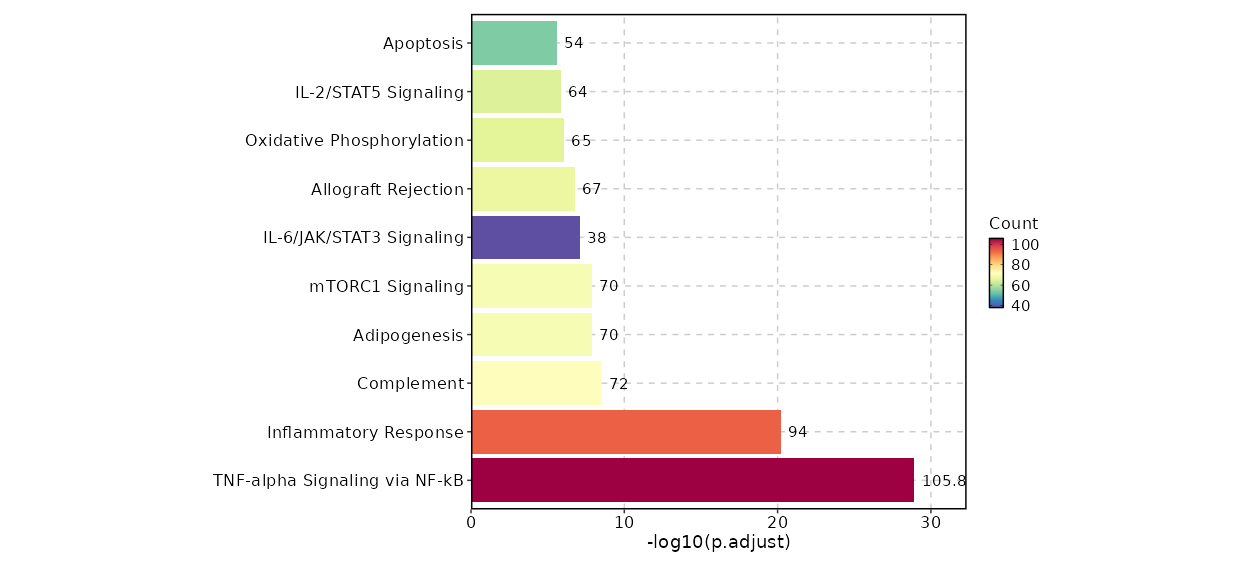 Apoptosis 54
IL-2/STAT5 Signaling 64
Oxidative Phosphorylation 65
Allograft Rejection 67
IL-6/JAK/STAT3 Signaling 38
mTORC1 Signaling 70
Adipogenesis 70
Complement 72
Inflammatory Response 94
TNF-alpha Signaling via NF-kB 105.8
0 10 20 30
-log10(p.adjust)
Count
100
80
60
40